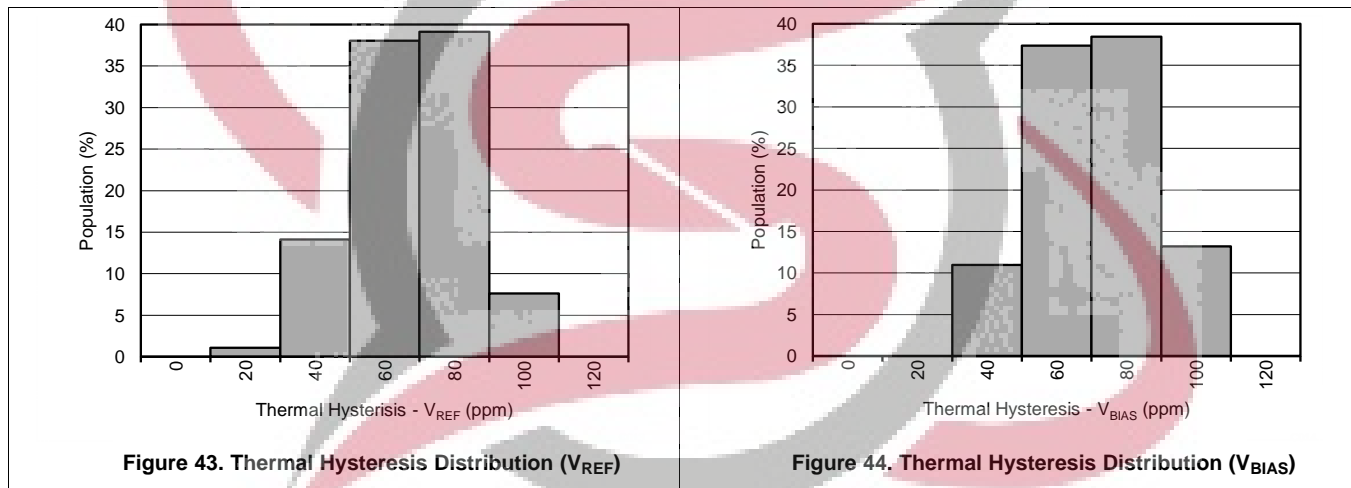 40
35
30
25
20
15
10
5
0
Population (%)
0 20 40 60 80 100 120
Thermal Hysterisis - VREF (ppm)
Figure 43. Thermal Hysteresis Distribution (VREF)
40
35
30
25
20
15
10
5
0
Population (%)
0 20 40 60 80 100 120
Thermal Hysteresis - VBIAS (ppm)
Figure 44. Thermal Hysteresis Distribution (VBIAS)